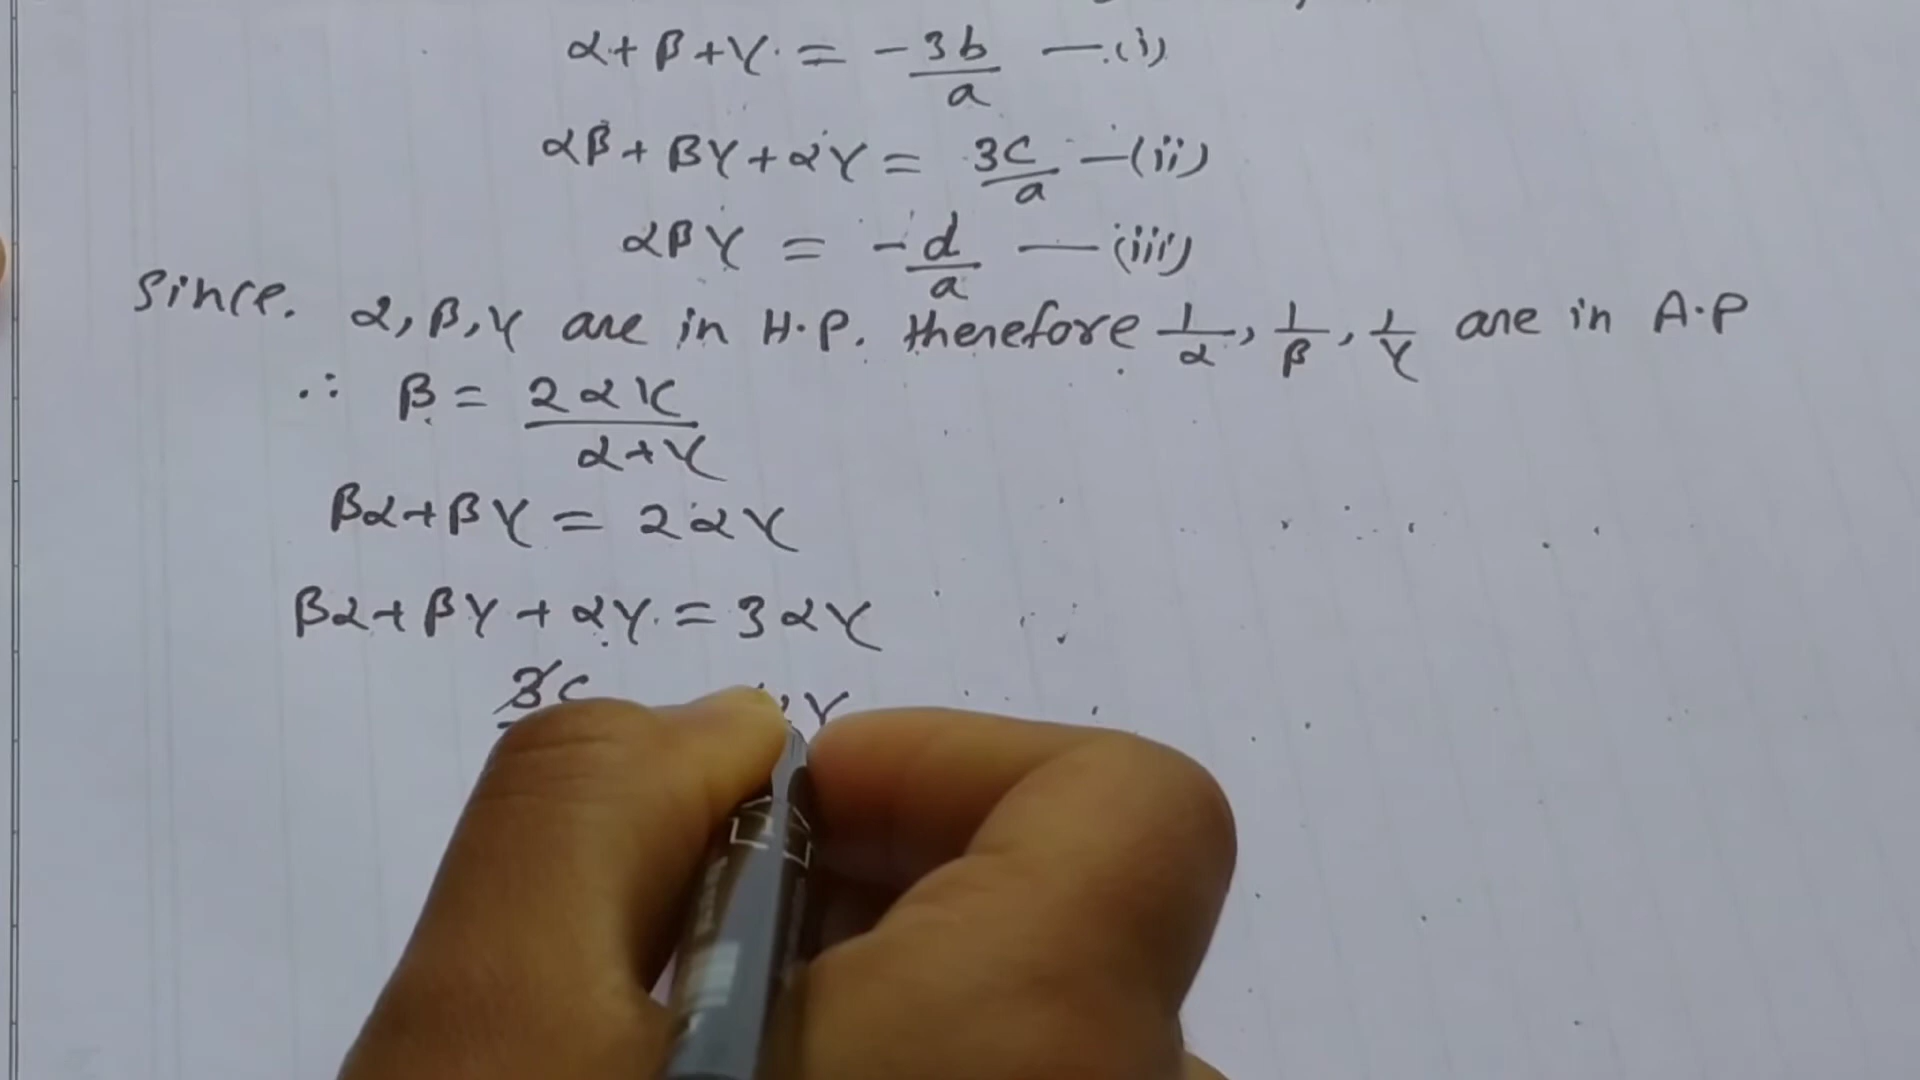 α+β+γ = -3b/a —(i)
αβ+βγ+αγ = 3c/a —(ii)
αβγ = -d/a —(iii)
Since. α,β,γ are in H.P. therefore 1/α, 1/β, 1/γ are in A.P
∴ β = 2αγ/α+γ
βα+βγ = 2αγ
βα+βγ+αγ = 3αγ
3c γ